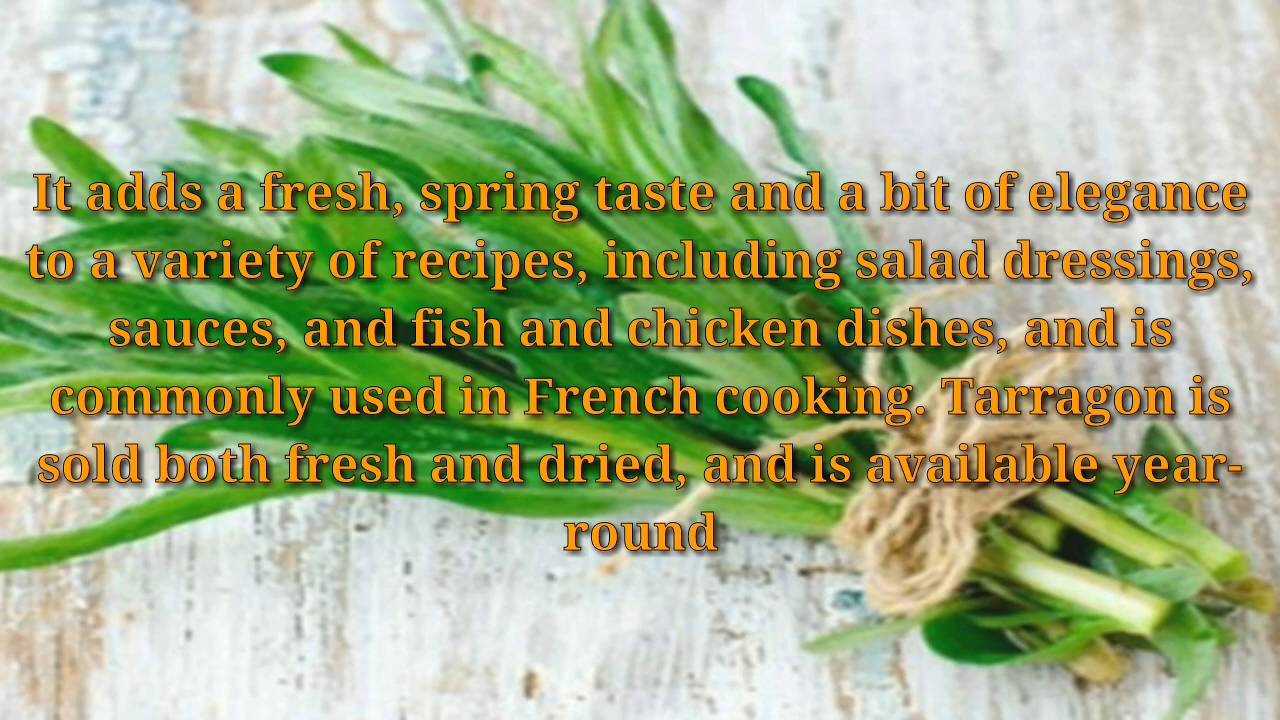 It adds a fresh, spring taste and a bit of elegance
to a variety of recipes, including salad dressings,
sauces, and fish and chicken dishes, and is
commonly used in French cooking. Tarragon is
sold both fresh and dried, and is available year-
round